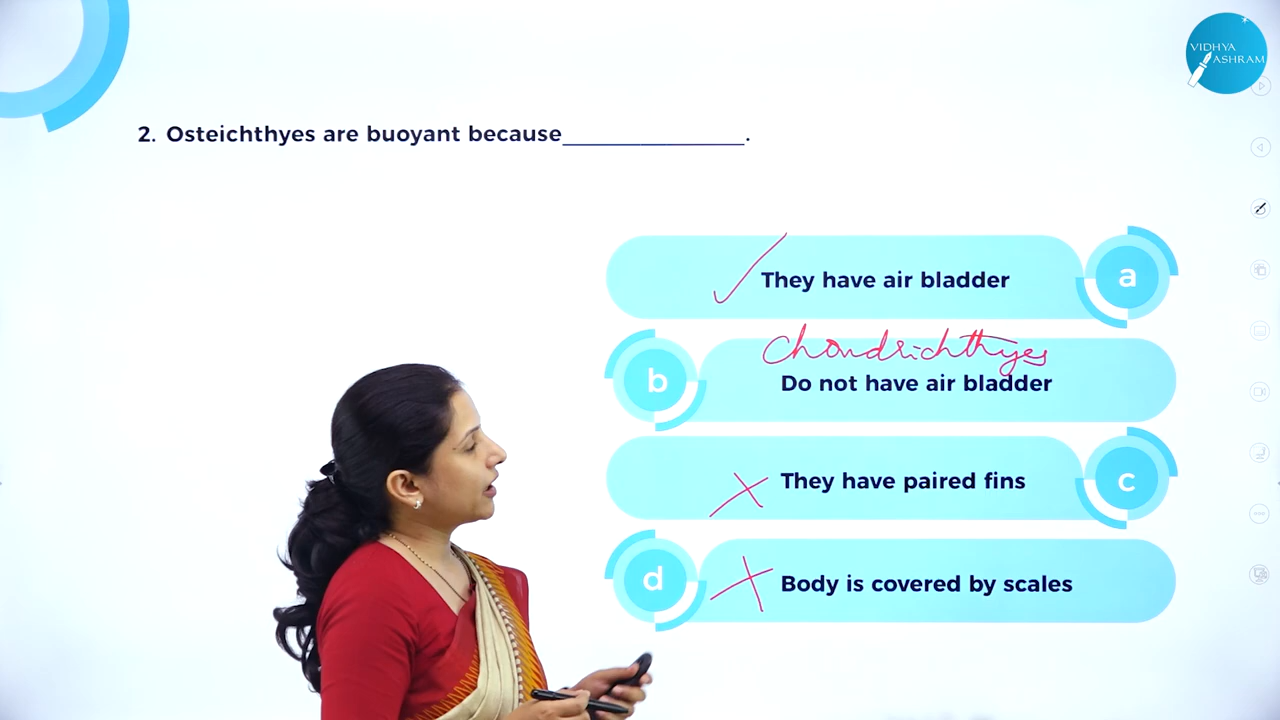 VIDHYA
ASHRAM
2. Osteichthyes are buoyant because______________.
They have air bladder
a
Chondrichthyes
b
Do not have air bladder
They have paired fins
c
d
Body is covered by scales